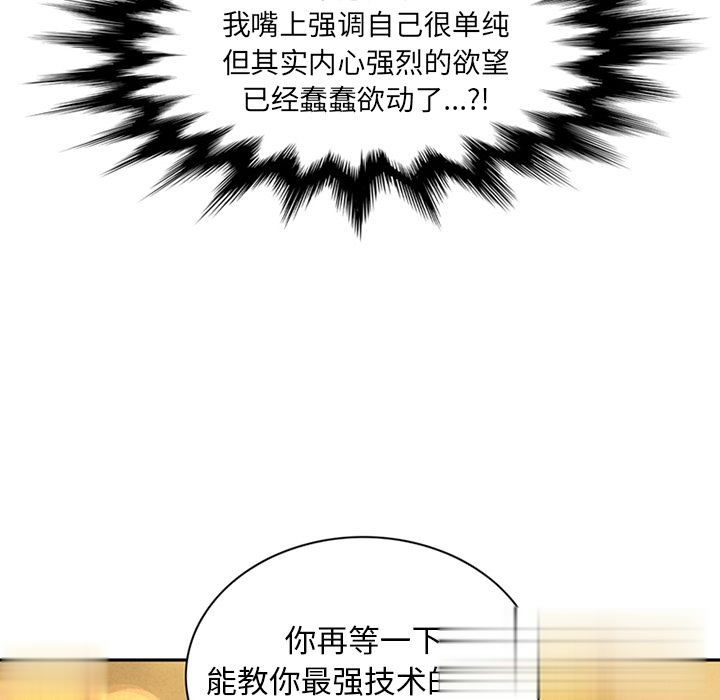 我嘴上强调自己很单纯
但其实内心强烈的欲望
已经蠢蠢欲动了...?!
你再等一下
能教你最强技术的